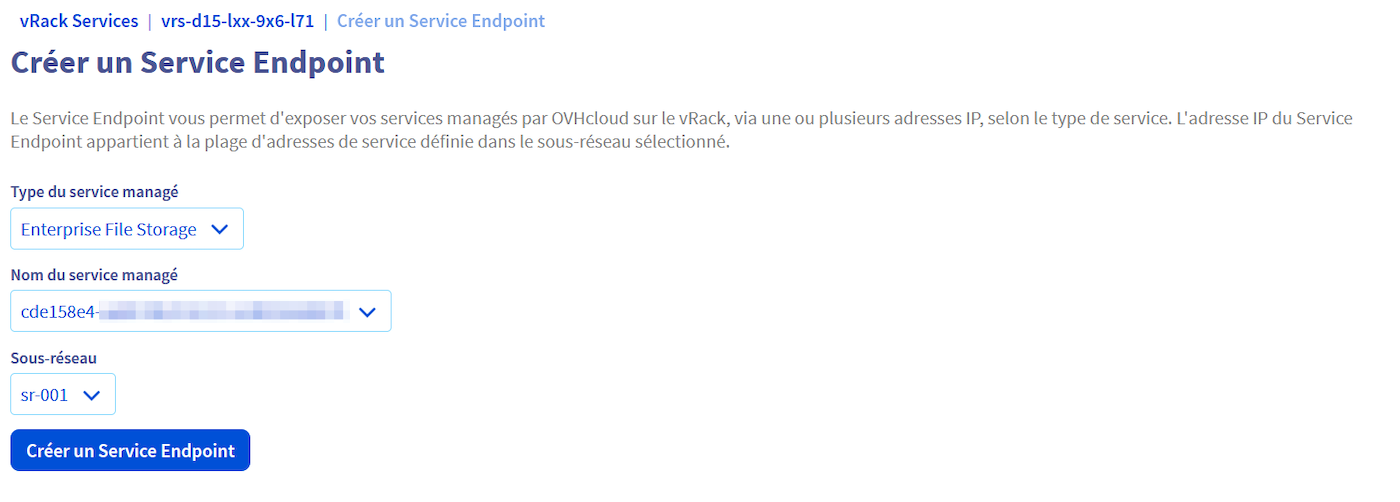 vRack Services | vrs-d15-lxx-9x6-l71 | Créer un Service Endpoint
Créer un Service Endpoint
Le Service Endpoint vous permet d'exposer vos services managés par OVHcloud sur le vRack, via une ou plusieurs adresses IP, selon le type de service. L'adresse IP du Service
Endpoint appartient à la plage d'adresses de service définie dans le sous-réseau sélectionné.
Type du service managé
Enterprise File Storage
Nom du service managé
cde158e4-
Sous-réseau
sr-001
Créer un Service Endpoint